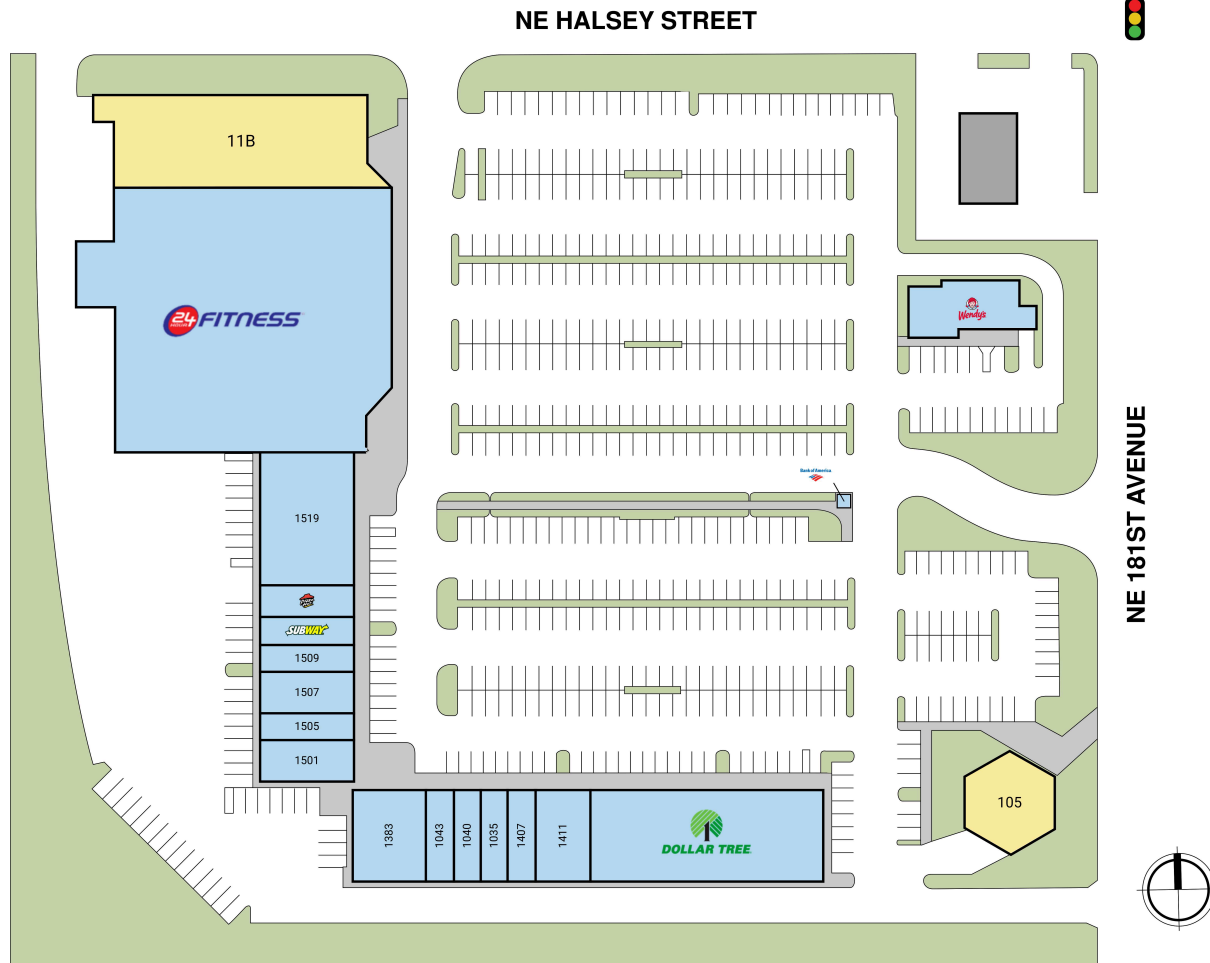 NE HALSEY STREET
11B
24 FITNESS
Wendy's
NE 181ST AVENUE
Bank of America
1519
SUBWAY
1509
1507
1505
1501
105
1383
1043
1040
1035
1407
1411
DOLLAR TREE